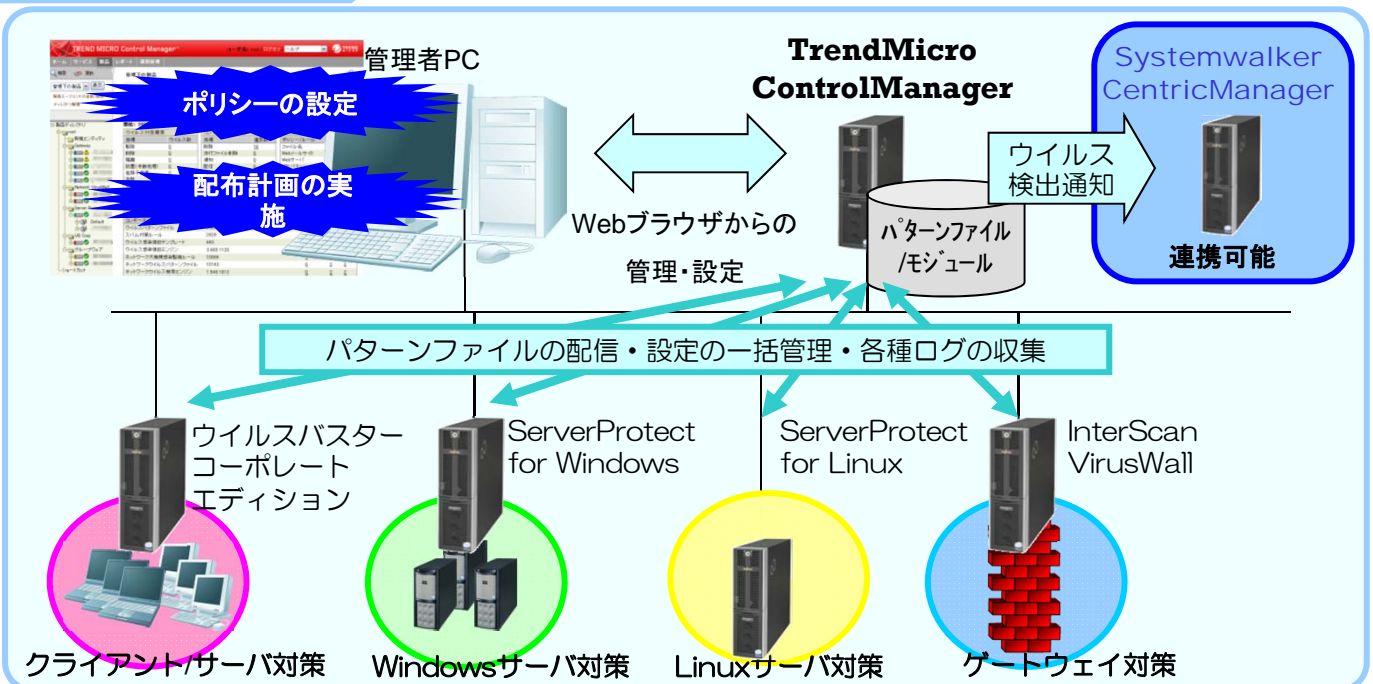 TREND MICRO Control Manager
管理者PC
ポリシーの設定
配布計画の実
施
TrendMicro
ControlManager
Systemwalker
CentricManager
ウイルス
検出通知
連携可能
Webブラウザからの
管理・設定
パターンファイル
/モジュール
パターンファイルの配信・設定の一括管理・各種ログの収集
ウイルスバスター
コーポレート
エディション
ServerProtect
for Windows
ServerProtect
for Linux
InterScan
VirusWall
クライアント/サーバ対策
Windowsサーバ対策
Linuxサーバ対策
ゲートウェイ対策